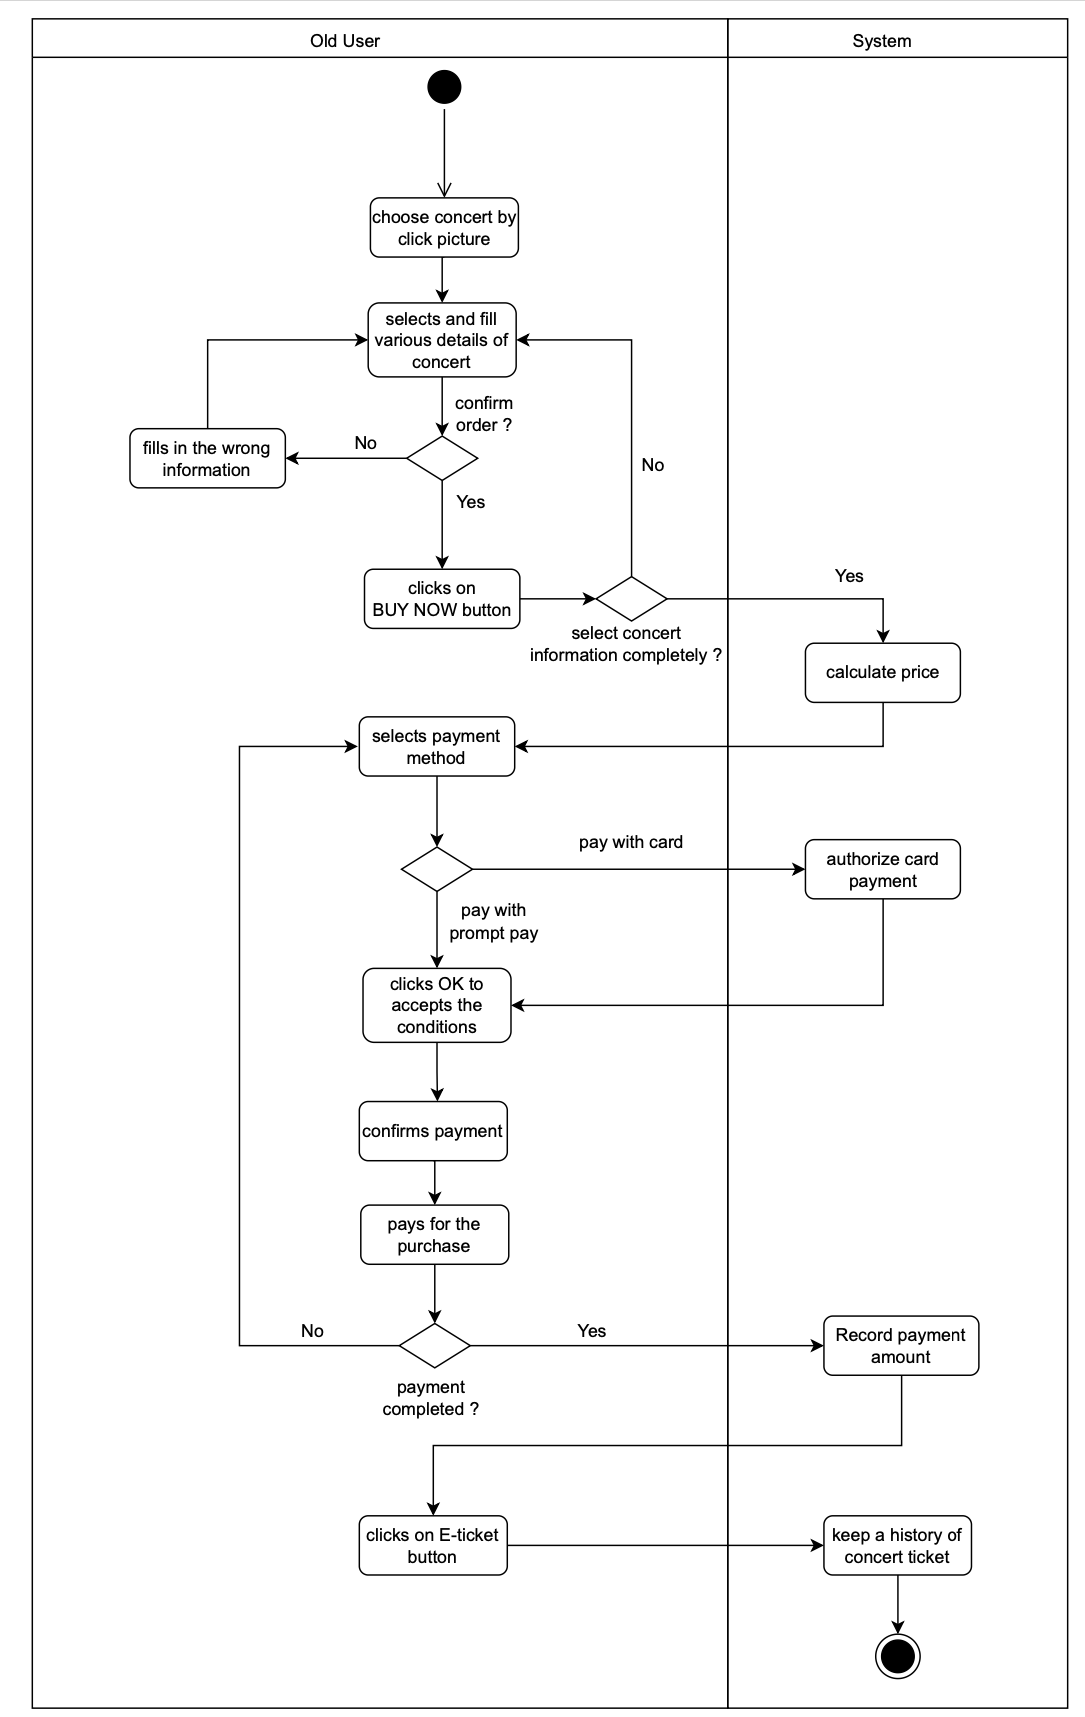 Old User
System
choose concert by
click picture
selects and fill
various details of
concert
confirm
order ?
No
fills in the wrong
information
Yes
No
clicks on
BUY NOW button
Yes
select concert
information completely ?
calculate price
selects payment
method
pay with card
authorize card
payment
pay with
prompt pay
clicks OK to
accepts the
conditions
confirms payment
pays for the
purchase
No
Yes
Record payment
amount
payment
completed ?
clicks on E-ticket
button
keep a history of
concert ticket